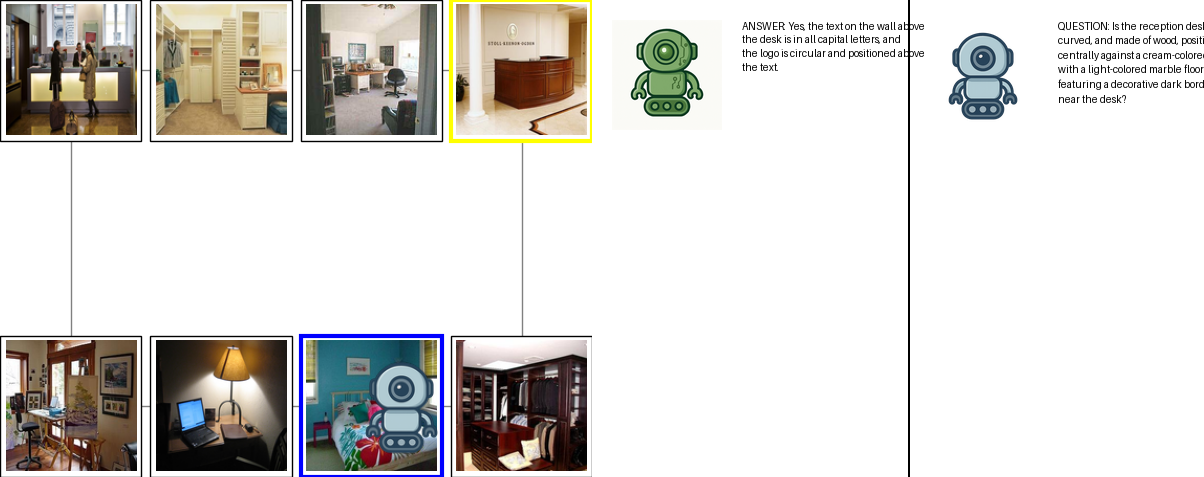 ANSWER: Yes, the text on the wall above
the desk is in all capital letters, and
the logo is circular and positioned above
the text.
QUESTION: Is the reception desk
curved, and made of wood, posit
centrally against a cream-colored
with a light-colored marble floor
featuring a decorative dark bord
near the desk?